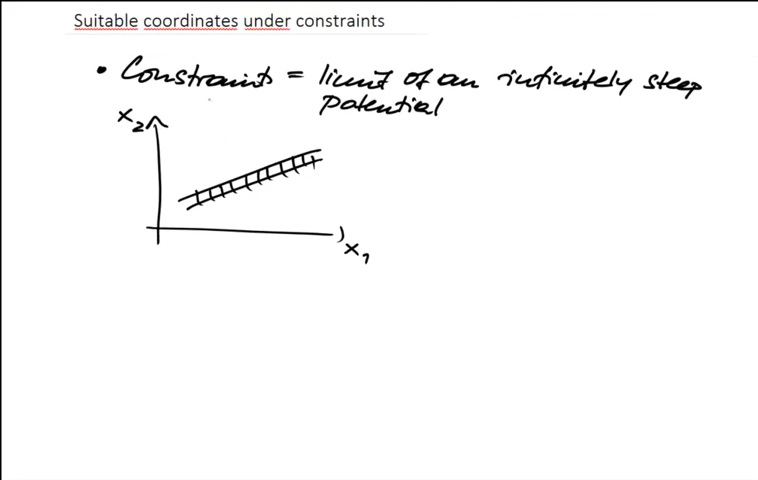 Suitable coordinates under constraints
• Constraints = limit of an infinitely steep
potential
x₂
x₁